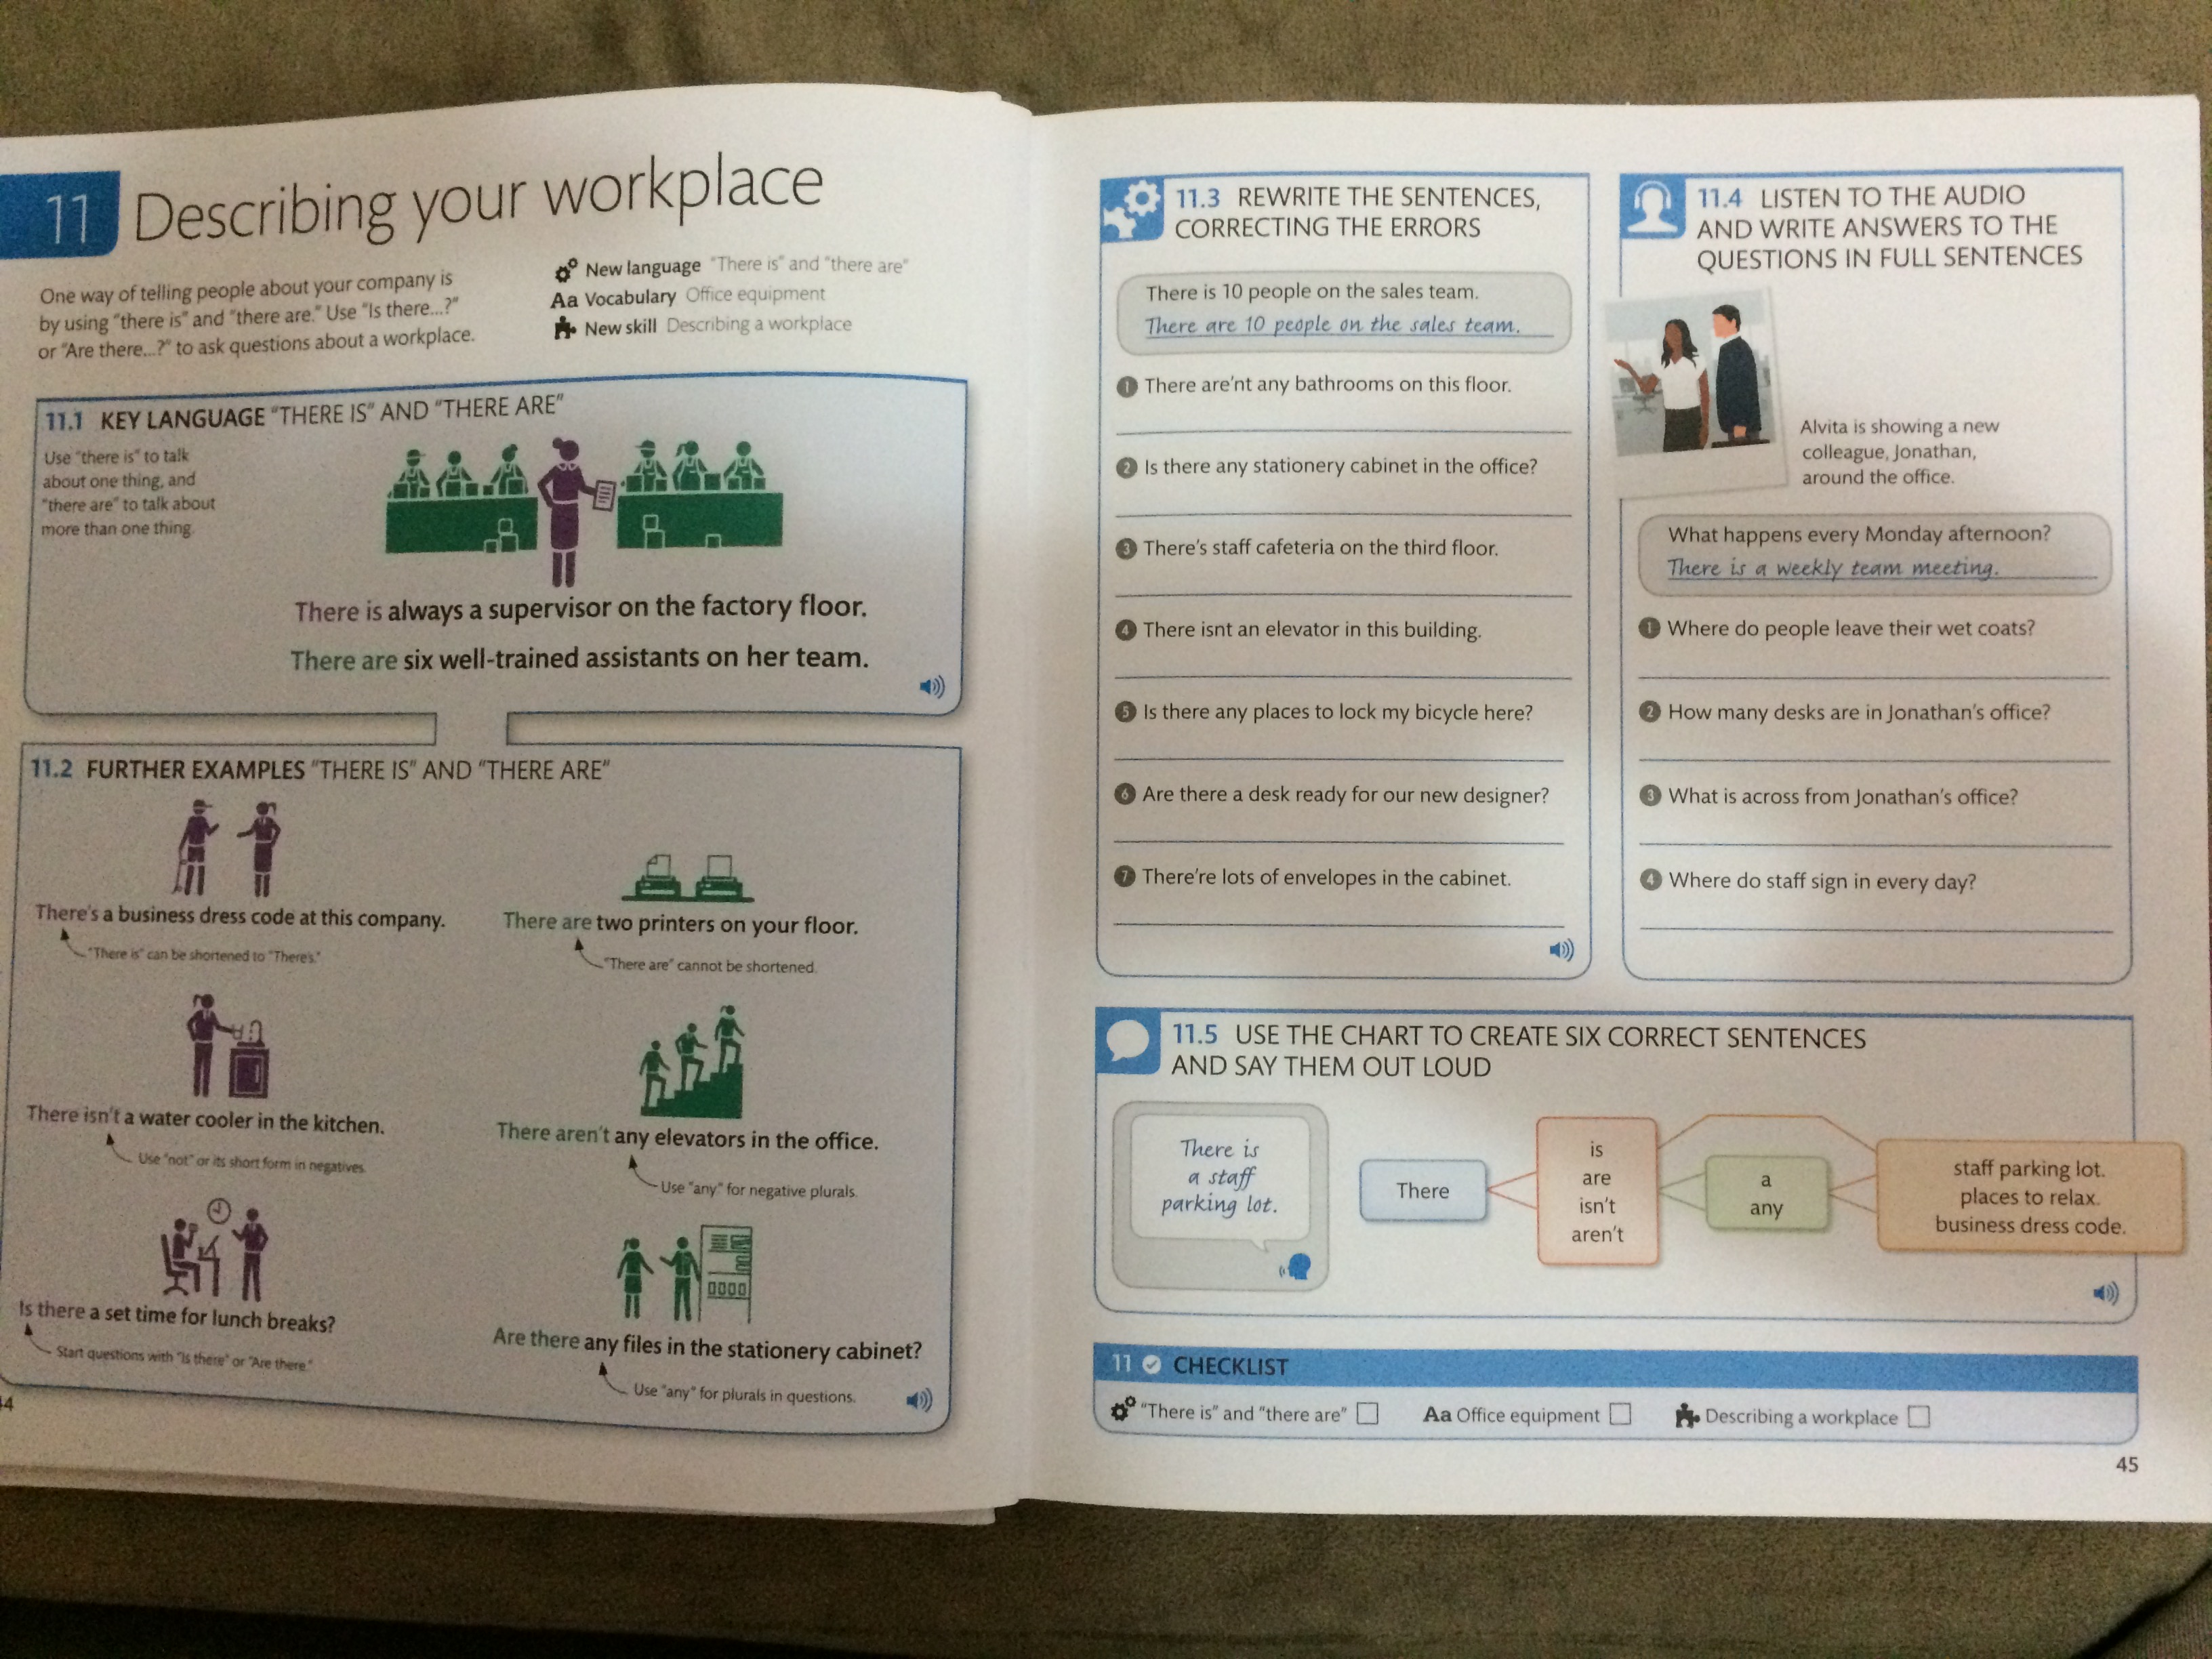 11 Describing your workplace
One way of telling people about your company is
by using "there is" and "there are." Use "Is there...?"
or "Are there...?" to ask questions about a workplace.
New language "There is" and "there are"
Aa Vocabulary Office equipment
New skill Describing a workplace
11.1 KEY LANGUAGE "THERE IS" AND "THERE ARE"
Use "there is" to talk
about one thing, and
"there are" to talk about
more than one thing.
There is always a supervisor on the factory floor.
There are six well-trained assistants on her team.
11.2 FURTHER EXAMPLES "THERE IS" AND "THERE ARE"
There's a business dress code at this company.
"There is" can be shortened to "There's."
There are two printers on your floor.
"There are" cannot be shortened.
There isn't a water cooler in the kitchen.
Use "not" or its short form in negatives.
There aren't any elevators in the office.
Use "any" for negative plurals.
Is there a set time for lunch breaks?
Start questions with "Is there" or "Are there."
Are there any files in the stationery cabinet?
Use "any" for plurals in questions.
44
11.3 REWRITE THE SENTENCES,
CORRECTING THE ERRORS
There is 10 people on the sales team.
There are 10 people on the sales team.
1 There are'nt any bathrooms on this floor.
2 Is there any stationery cabinet in the office?
3 There's staff cafeteria on the third floor.
4 There isnt an elevator in this building.
5 Is there any places to lock my bicycle here?
6 Are there a desk ready for our new designer?
7 There're lots of envelopes in the cabinet.
11.4 LISTEN TO THE AUDIO
AND WRITE ANSWERS TO THE
QUESTIONS IN FULL SENTENCES
Alvita is showing a new
colleague, Jonathan,
around the office.
What happens every Monday afternoon?
There is a weekly team meeting.
1 Where do people leave their wet coats?
2 How many desks are in Jonathan's office?
3 What is across from Jonathan's office?
4 Where do staff sign in every day?
11.5 USE THE CHART TO CREATE SIX CORRECT SENTENCES
AND SAY THEM OUT LOUD
There is
a staff
parking lot.
There
is
are
isn't
aren't
a
any
staff parking lot.
places to relax.
business dress code.
11 CHECKLIST
"There is" and "there are"
Aa Office equipment
Describing a workplace
45